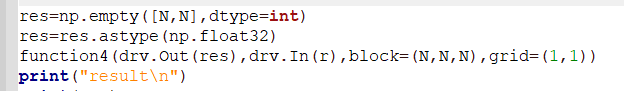 res=np.empty([N,N],dtype=int)
res=res.astype(np.float32)
function4(drv.Out(res),drv.In(r),block=(N,N,N),grid=(1,1))
print("result\n")